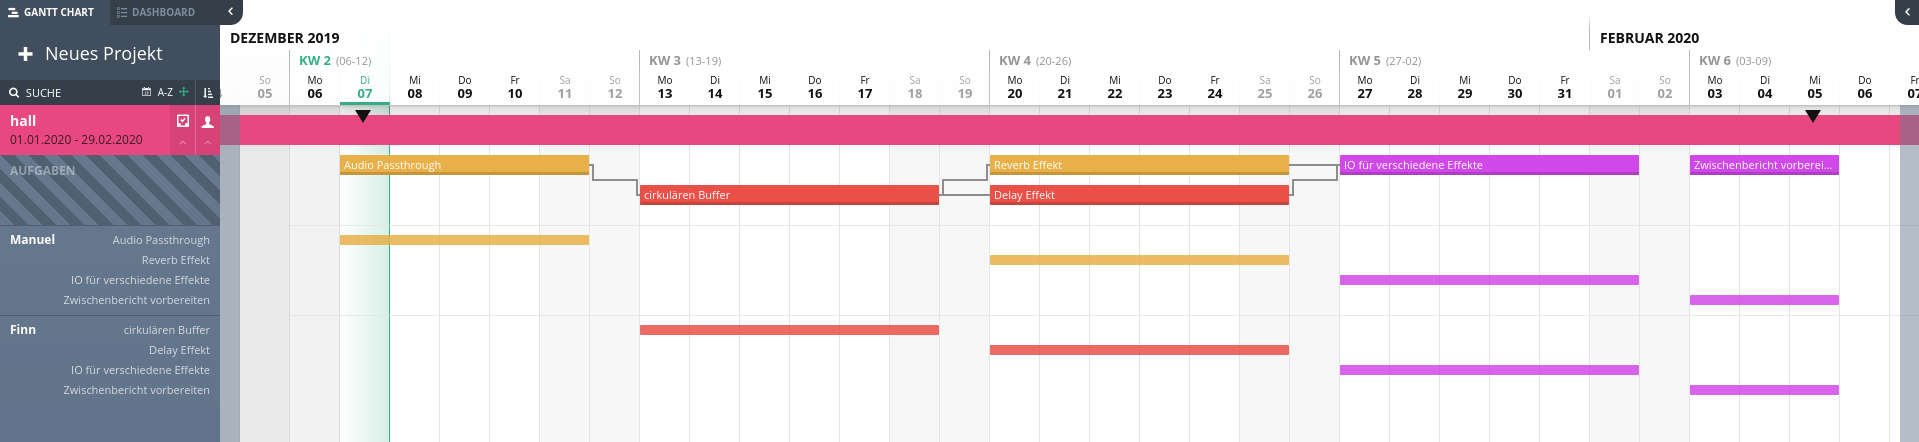 GANTT CHART
DASHBOARD
Neues Projekt
SUCHE A-Z
hall
01.01.2020 - 29.02.2020
AUFGABEN
DEZEMBER 2019 FEBRUAR 2020
KW 2 (06-12) KW 3 (13-19) KW 4 (20-26) KW 5 (27-02) KW 6 (03-09)
So Mo Di Mi Do Fr Sa So Mo Di Mi Do Fr Sa So Mo Di Mi Do Fr Sa So Mo Di Mi Do Fr Sa So Mo Di Mi Do Fr
05 06 07 08 09 10 11 12 13 14 15 16 17 18 19 20 21 22 23 24 25 26 27 28 29 30 31 01 02 03 04 05 06 07
Audio Passthrough Reverb Effekt IO für verschiedene Effekte Zwischenbericht vorberei...
cirkulären Buffer Delay Effekt
Manuel Audio Passthrough
Reverb Effekt
IO für verschiedene Effekte
Zwischenbericht vorbereiten
Finn cirkulären Buffer
Delay Effekt
IO für verschiedene Effekte
Zwischenbericht vorbereiten